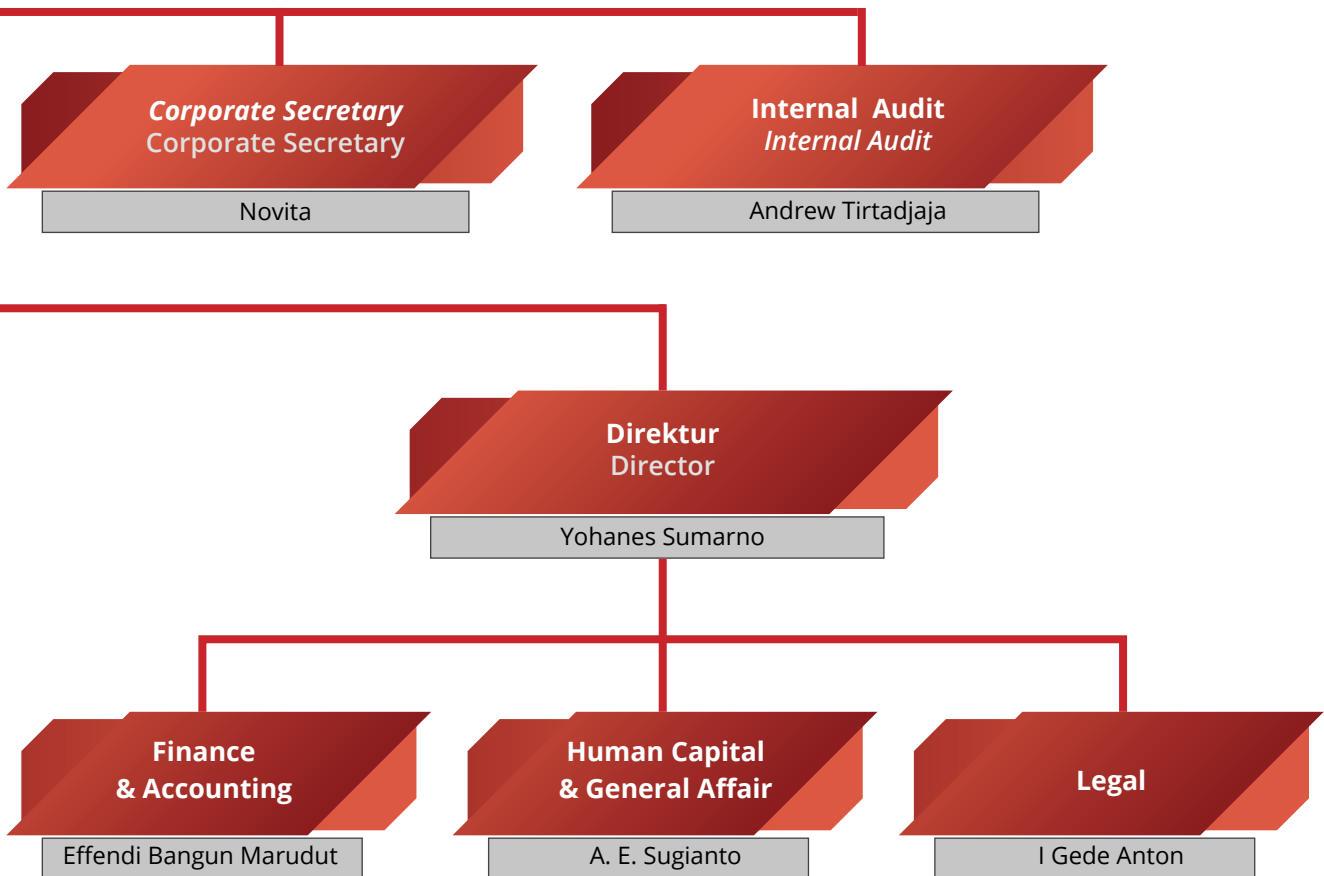 Corporate Secretary
Corporate Secretary
Novita
Internal Audit
Internal Audit
Andrew Tirtadjaja
Direktur
Director
Yohanes Sumarno
Finance
& Accounting
Effendi Bangun Marudut
Human Capital
& General Affair
A. E. Sugianto
Legal
I Gede Anton